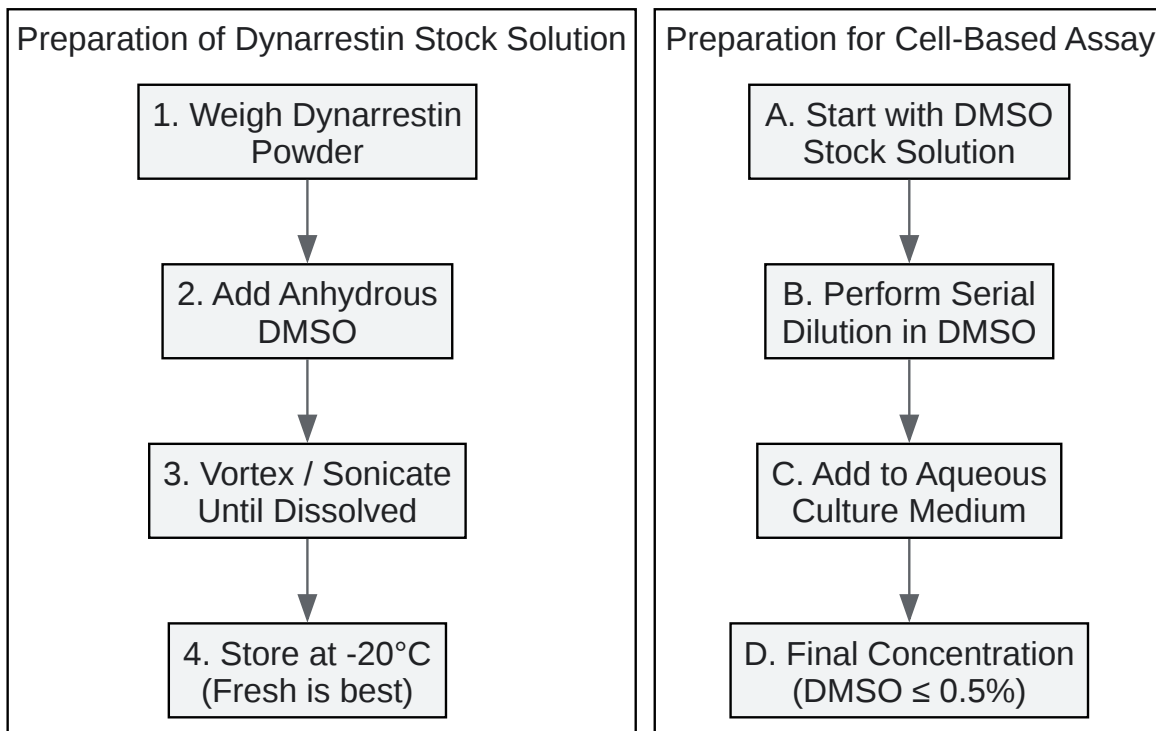 Preparation of Dynarrestin Stock Solution
1. Weigh Dynarrestin
Powder
2. Add Anhydrous
DMSO
3. Vortex / Sonicate
Until Dissolved
4. Store at -20°C
(Fresh is best)
Preparation for Cell-Based Assay
A. Start with DMSO
Stock Solution
B. Perform Serial
Dilution in DMSO
C. Add to Aqueous
Culture Medium
D. Final Concentration
(DMSO ≤ 0.5%)